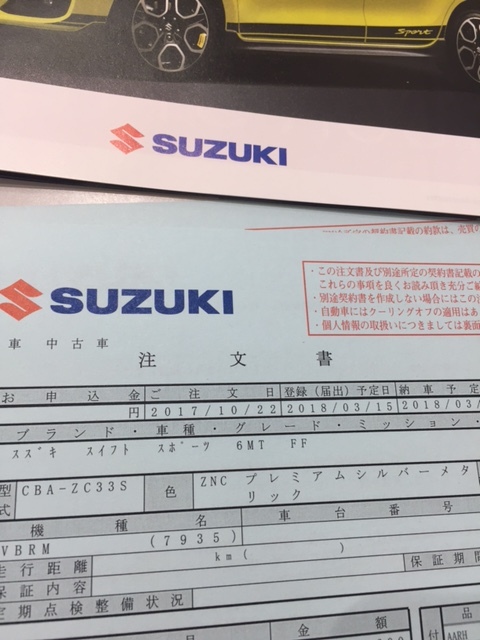 Sport
SUZUKI
SUZUKI
・この注文書及び別途所定の契約書記載の
これらの事項を良くお読み頂き充分ご
・別途契約書を作成しない場合にはこの注
・自動車にはクーリングオフの適用はあ
・個人情報の取扱いにつきましては裏面
車 中古車
注 文 書
お申込金 ご注文日 登録(届出)予定日 納車予定
円 2017/10/22 2018/03/15 2018/03/
ブランド・車種・グレード・ミッション・
スズキ スイフト スポーツ 6MT FF
型式 CBA-ZC33S 色 ZNC プレミアムシルバーメタリック
機種名 車台番号
VBRM (7935)
走行距離 km( ) 保証期間
保証内容
定期点検整備状況
金額 付
AARH